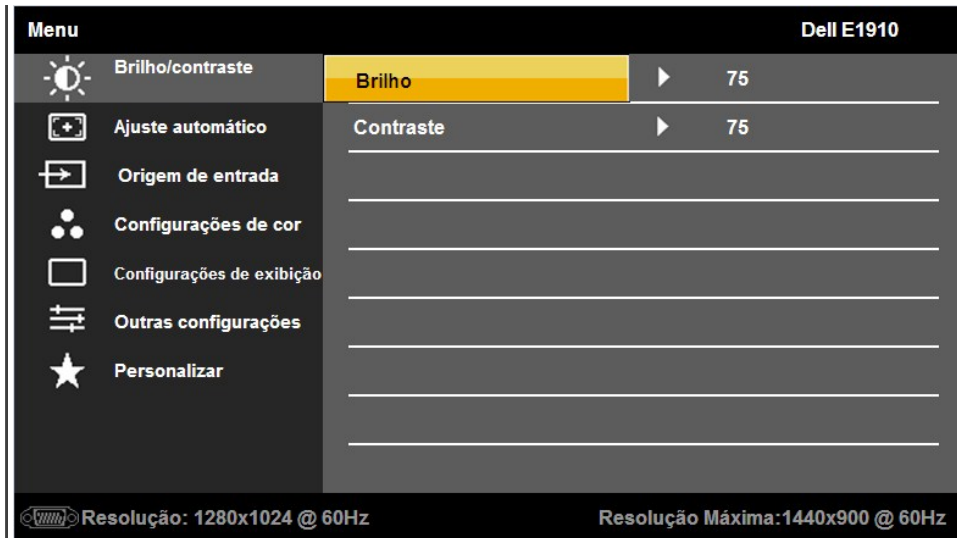 Menu Dell E1910
Brilho/contraste
Brilho 75
Ajuste automático
Contraste 75
Origem de entrada
Configurações de cor
Configurações de exibição
Outras configurações
Personalizar
Resolução: 1280x1024 @ 60Hz Resolução Máxima:1440x900 @ 60Hz